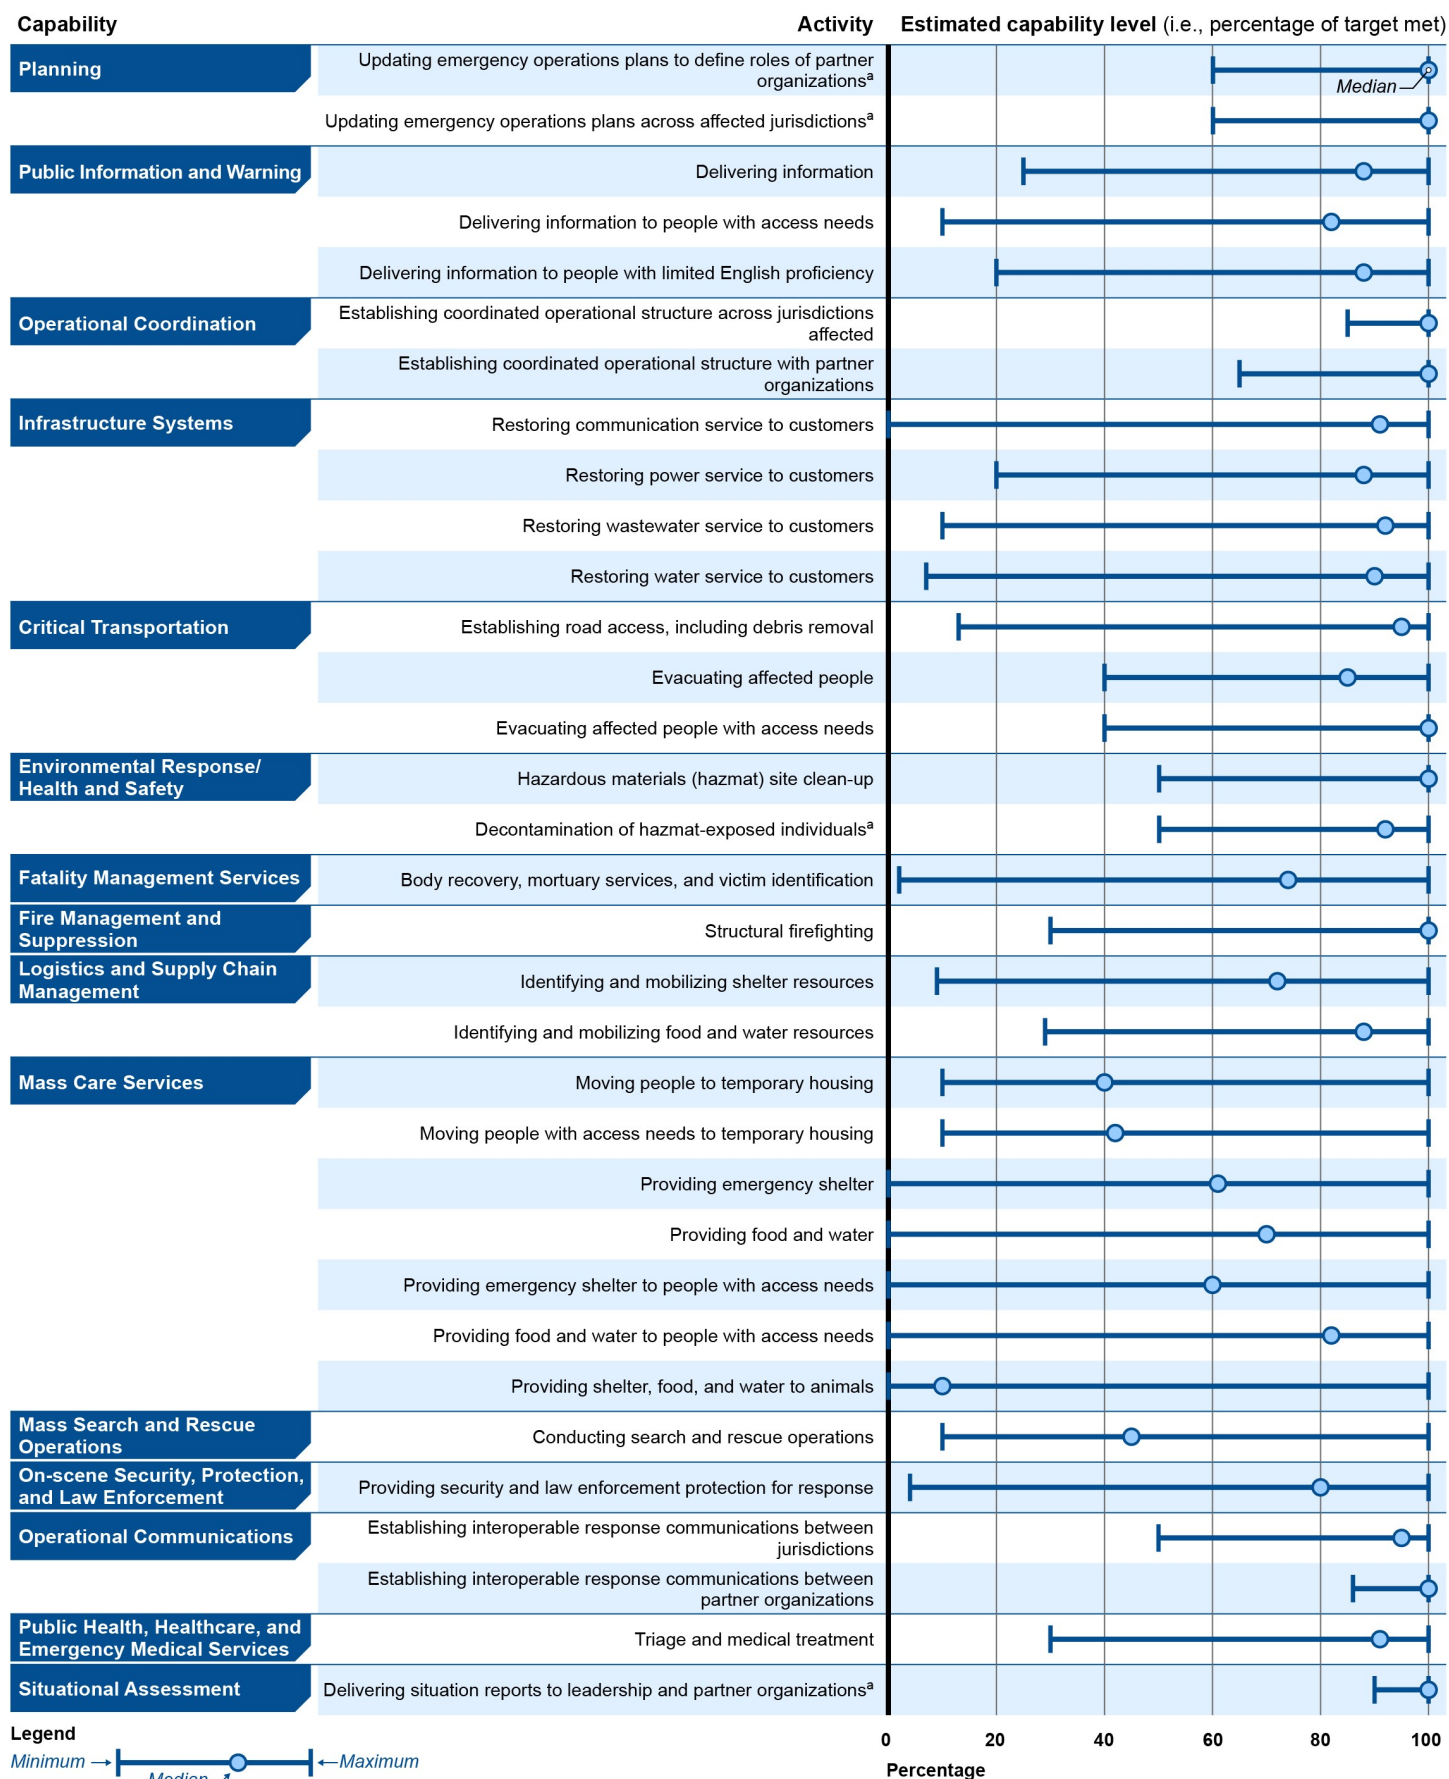 Capability Activity Estimated capability level (i.e., percentage of target met)
Planning
Updating emergency operations plans to define roles of partner
organizationsᵃ
Median
Updating emergency operations plans across affected jurisdictionsᵃ
Public Information and Warning
Delivering information
Delivering information to people with access needs
Delivering information to people with limited English proficiency
Operational Coordination
Establishing coordinated operational structure across jurisdictions
affected
Establishing coordinated operational structure with partner
organizations
Infrastructure Systems
Restoring communication service to customers
Restoring power service to customers
Restoring wastewater service to customers
Restoring water service to customers
Critical Transportation
Establishing road access, including debris removal
Evacuating affected people
Evacuating affected people with access needs
Environmental Response/
Health and Safety
Hazardous materials (hazmat) site clean-up
Decontamination of hazmat-exposed individualsᵃ
Fatality Management Services
Body recovery, mortuary services, and victim identification
Fire Management and
Suppression
Structural firefighting
Logistics and Supply Chain
Management
Identifying and mobilizing shelter resources
Identifying and mobilizing food and water resources
Mass Care Services
Moving people to temporary housing
Moving people with access needs to temporary housing
Providing emergency shelter
Providing food and water
Providing emergency shelter to people with access needs
Providing food and water to people with access needs
Providing shelter, food, and water to animals
Mass Search and Rescue
Operations
Conducting search and rescue operations
On-scene Security, Protection,
and Law Enforcement
Providing security and law enforcement protection for response
Operational Communications
Establishing interoperable response communications between
jurisdictions
Establishing interoperable response communications between
partner organizations
Public Health, Healthcare, and
Emergency Medical Services
Triage and medical treatment
Situational Assessment
Delivering situation reports to leadership and partner organizationsᵃ
0 20 40 60 80 100
Percentage
Legend
Minimum Maximum
Median